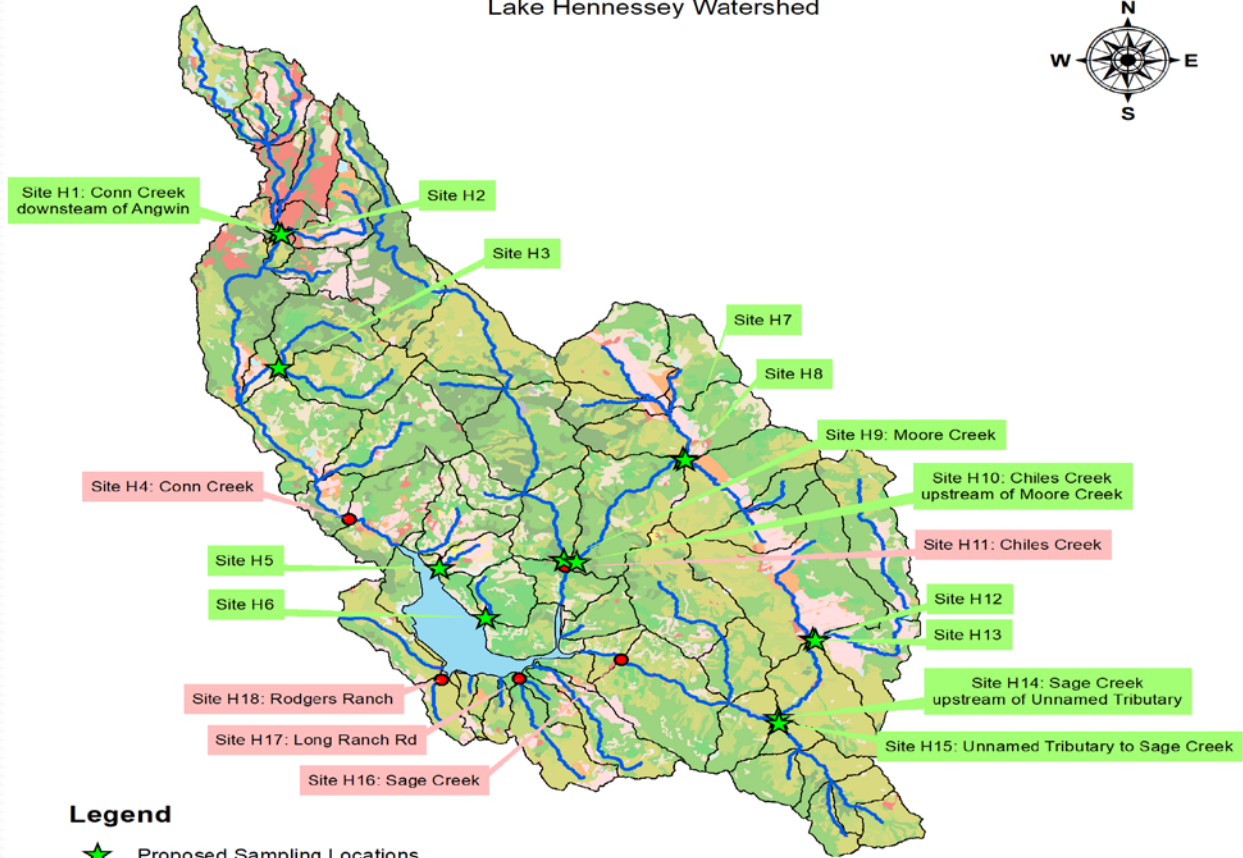 Lake Hennessey Watershed
N
W
E
S
Site H1: Conn Creek
downsteam of Angwin
Site H2
Site H3
Site H7
Site H8
Site H9: Moore Creek
Site H4: Conn Creek
Site H10: Chiles Creek
upstream of Moore Creek
Site H11: Chiles Creek
Site H5
Site H6
Site H12
Site H13
Site H14: Sage Creek
upstream of Unnamed Tributary
Site H18: Rodgers Ranch
Site H17: Long Ranch Rd
Site H15: Unnamed Tributary to Sage Creek
Site H16: Sage Creek
Legend
Proposed Sampling Locations